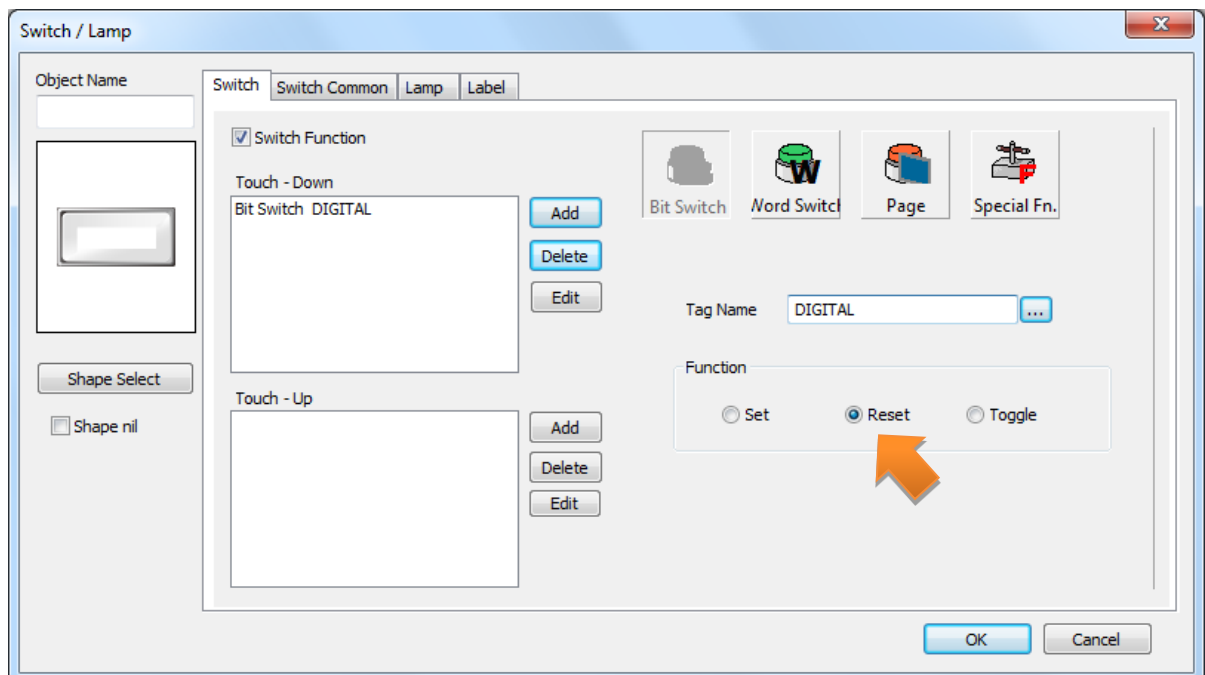 Switch / Lamp
Object Name
Switch
Switch Common
Lamp
Label
Switch Function
Touch - Down
Bit Switch DIGITAL
Add
Delete
Edit
Bit Switch
W
Word Switch
Page
F
Special Fn.
Tag Name
DIGITAL
...
Function
Set
Reset
Toggle
Shape Select
Shape nil
Touch - Up
Add
Delete
Edit
OK
Cancel